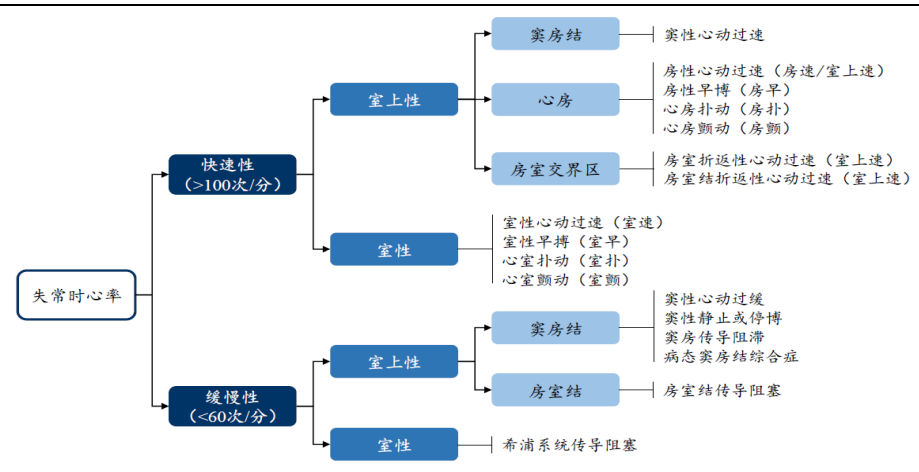 失常时心率
快速性
（>100次/分）
室上性
窦房结
窦性心动过速
心房
房性心动过速（房速/室上速）
房性早博（房早）
心房扑动（房扑）
心房颤动（房颤）
房室交界区
房室折返性心动过速（室上速）
房室结折返性心动过速（室上速）
室性
室性心动过速（室速）
室性早搏（室早）
心室扑动（室扑）
心室颤动（室颤）
缓慢性
（<60次/分）
室上性
窦房结
窦性心动过缓
窦性静止或停博
窦房传导阻滞
病态窦房结综合症
房室结
房室结传导阻塞
室性
希浦系统传导阻塞